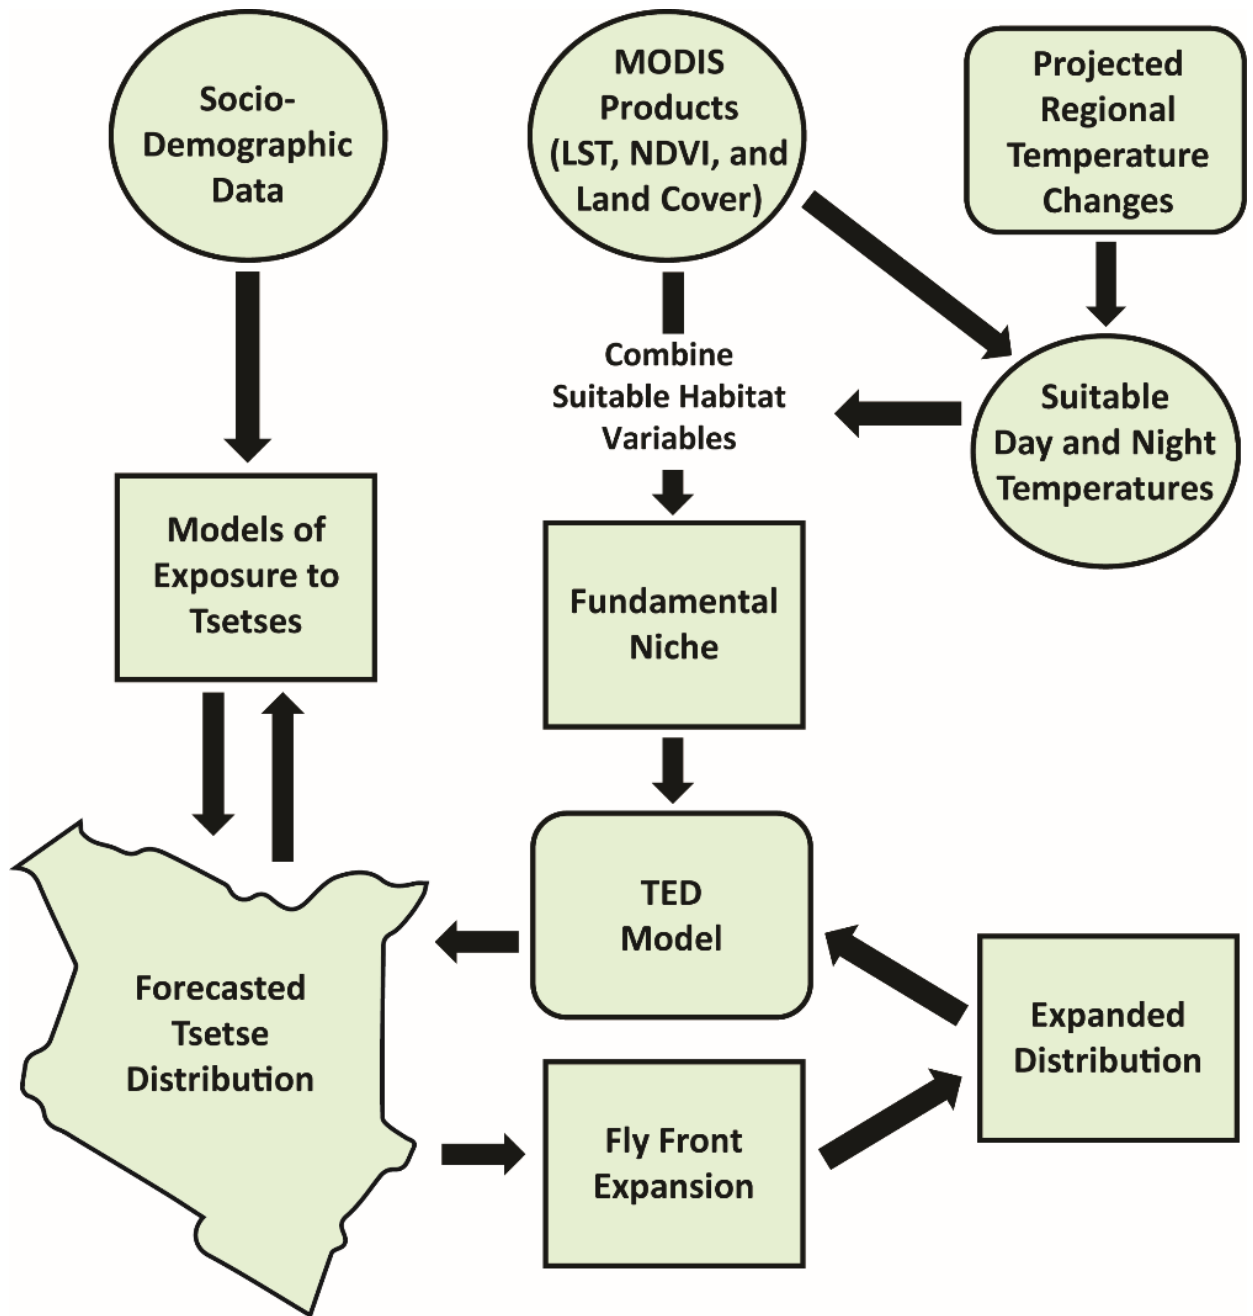 Socio-
Demographic
Data
MODIS
Products
(LST, NDVI, and
Land Cover)
Projected
Regional
Temperature
Changes
Combine
Suitable Habitat
Variables
Suitable
Day and Night
Temperatures
Models of
Exposure to
Tsetses
Fundamental
Niche
TED
Model
Forecasted
Tsetse
Distribution
Expanded
Distribution
Fly Front
Expansion